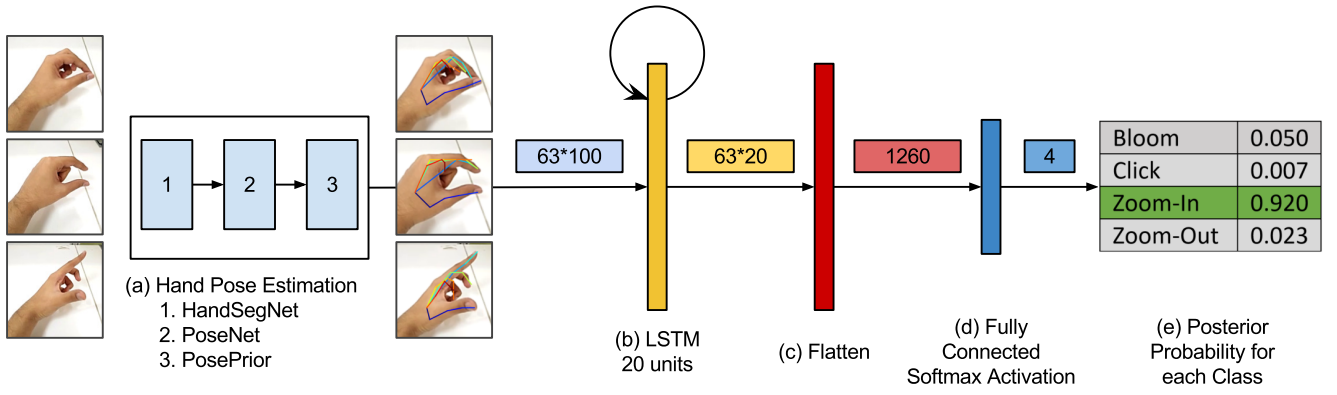 1
2
3
(a) Hand Pose Estimation
1. HandSegNet
2. PoseNet
3. PosePrior
63*100
(b) LSTM
20 units
63*20
(c) Flatten
1260
(d) Fully
Connected
Softmax Activation
4
Bloom 0.050
Click 0.007
Zoom-In 0.920
Zoom-Out 0.023
(e) Posterior
Probability for
each Class